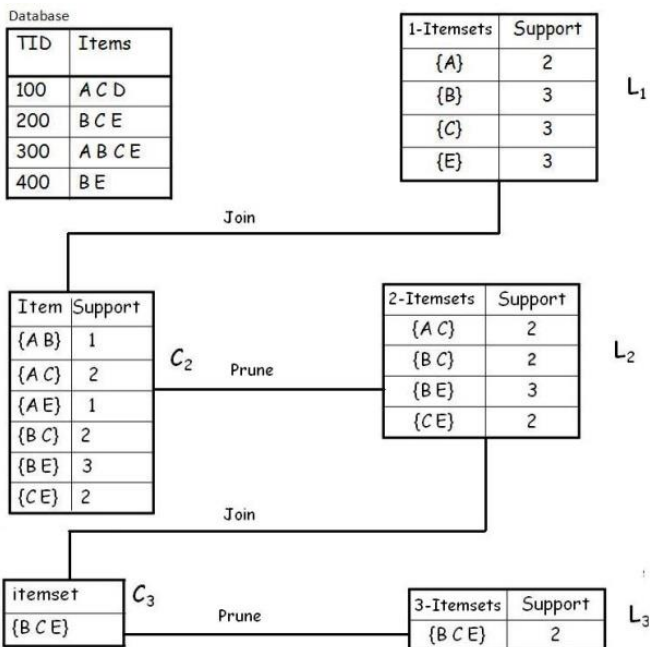 Database
TID Items
100 A C D
200 B C E
300 A B C E
400 B E
1-Itemsets Support
{A} 2
{B} 3
{C} 3
{E} 3
L1
Join
Item Support
{A B} 1
{A C} 2
{A E} 1
{B C} 2
{B E} 3
{C E} 2
C2
Prune
2-Itemsets Support
{A C} 2
{B C} 2
{B E} 3
{C E} 2
L2
Join
itemset
{B C E}
C3
Prune
3-Itemsets Support
{B C E} 2
L3